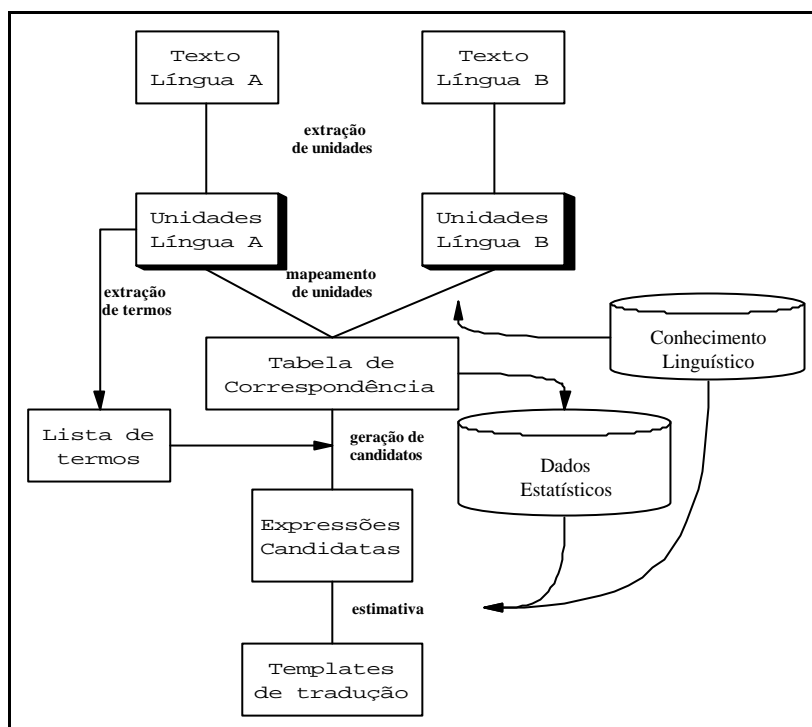 Texto
Língua A
Texto
Língua B
extração
de unidades
Unidades
Língua A
Unidades
Língua B
mapeamento
de unidades
extração
de termos
Conhecimento
Linguístico
Tabela de
Correspondência
Lista de
termos
geração de
candidatos
Dados
Estatísticos
Expressões
Candidatas
estimativa
Templates
de tradução